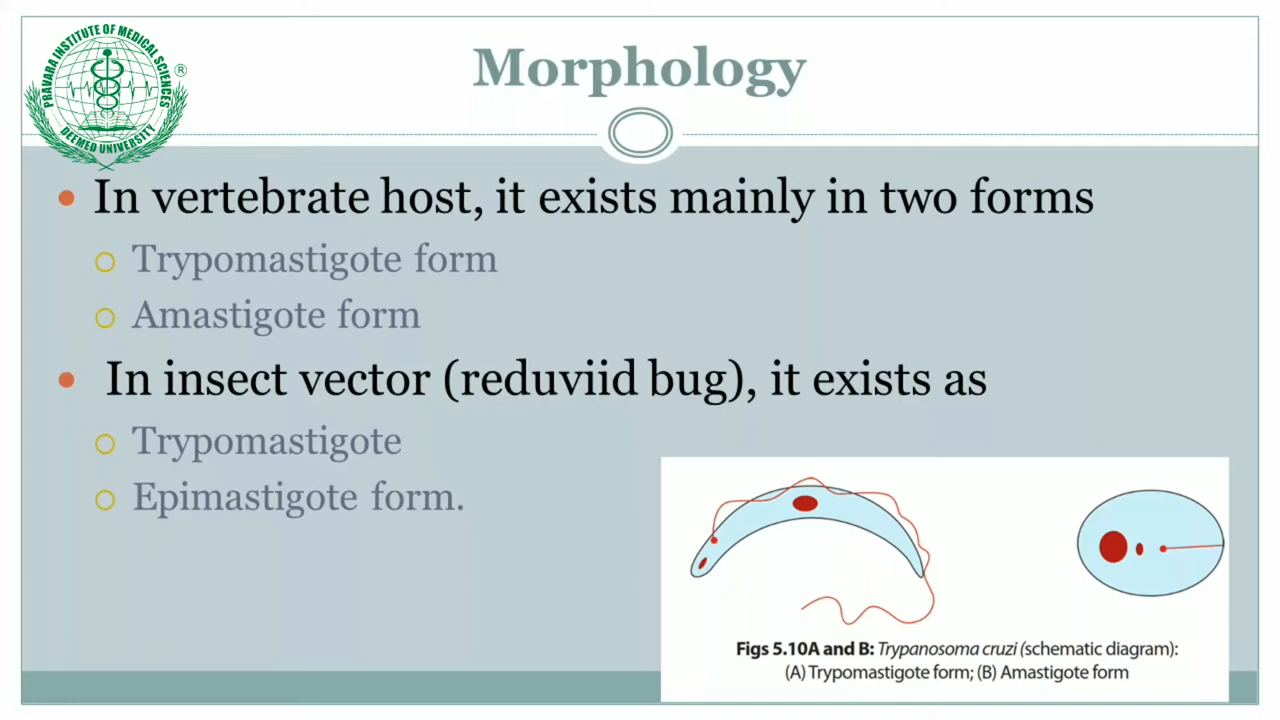 PRAVARA INSTITUTE OF MEDICAL SCIENCES
DEEMED UNIVERSITY
®
Morphology
• In vertebrate host, it exists mainly in two forms
○ Trypomastigote form
○ Amastigote form
• In insect vector (reduviid bug), it exists as
○ Trypomastigote
○ Epimastigote form.
Figs 5.10A and B: Trypanosoma cruzi (schematic diagram):
(A) Trypomastigote form; (B) Amastigote form